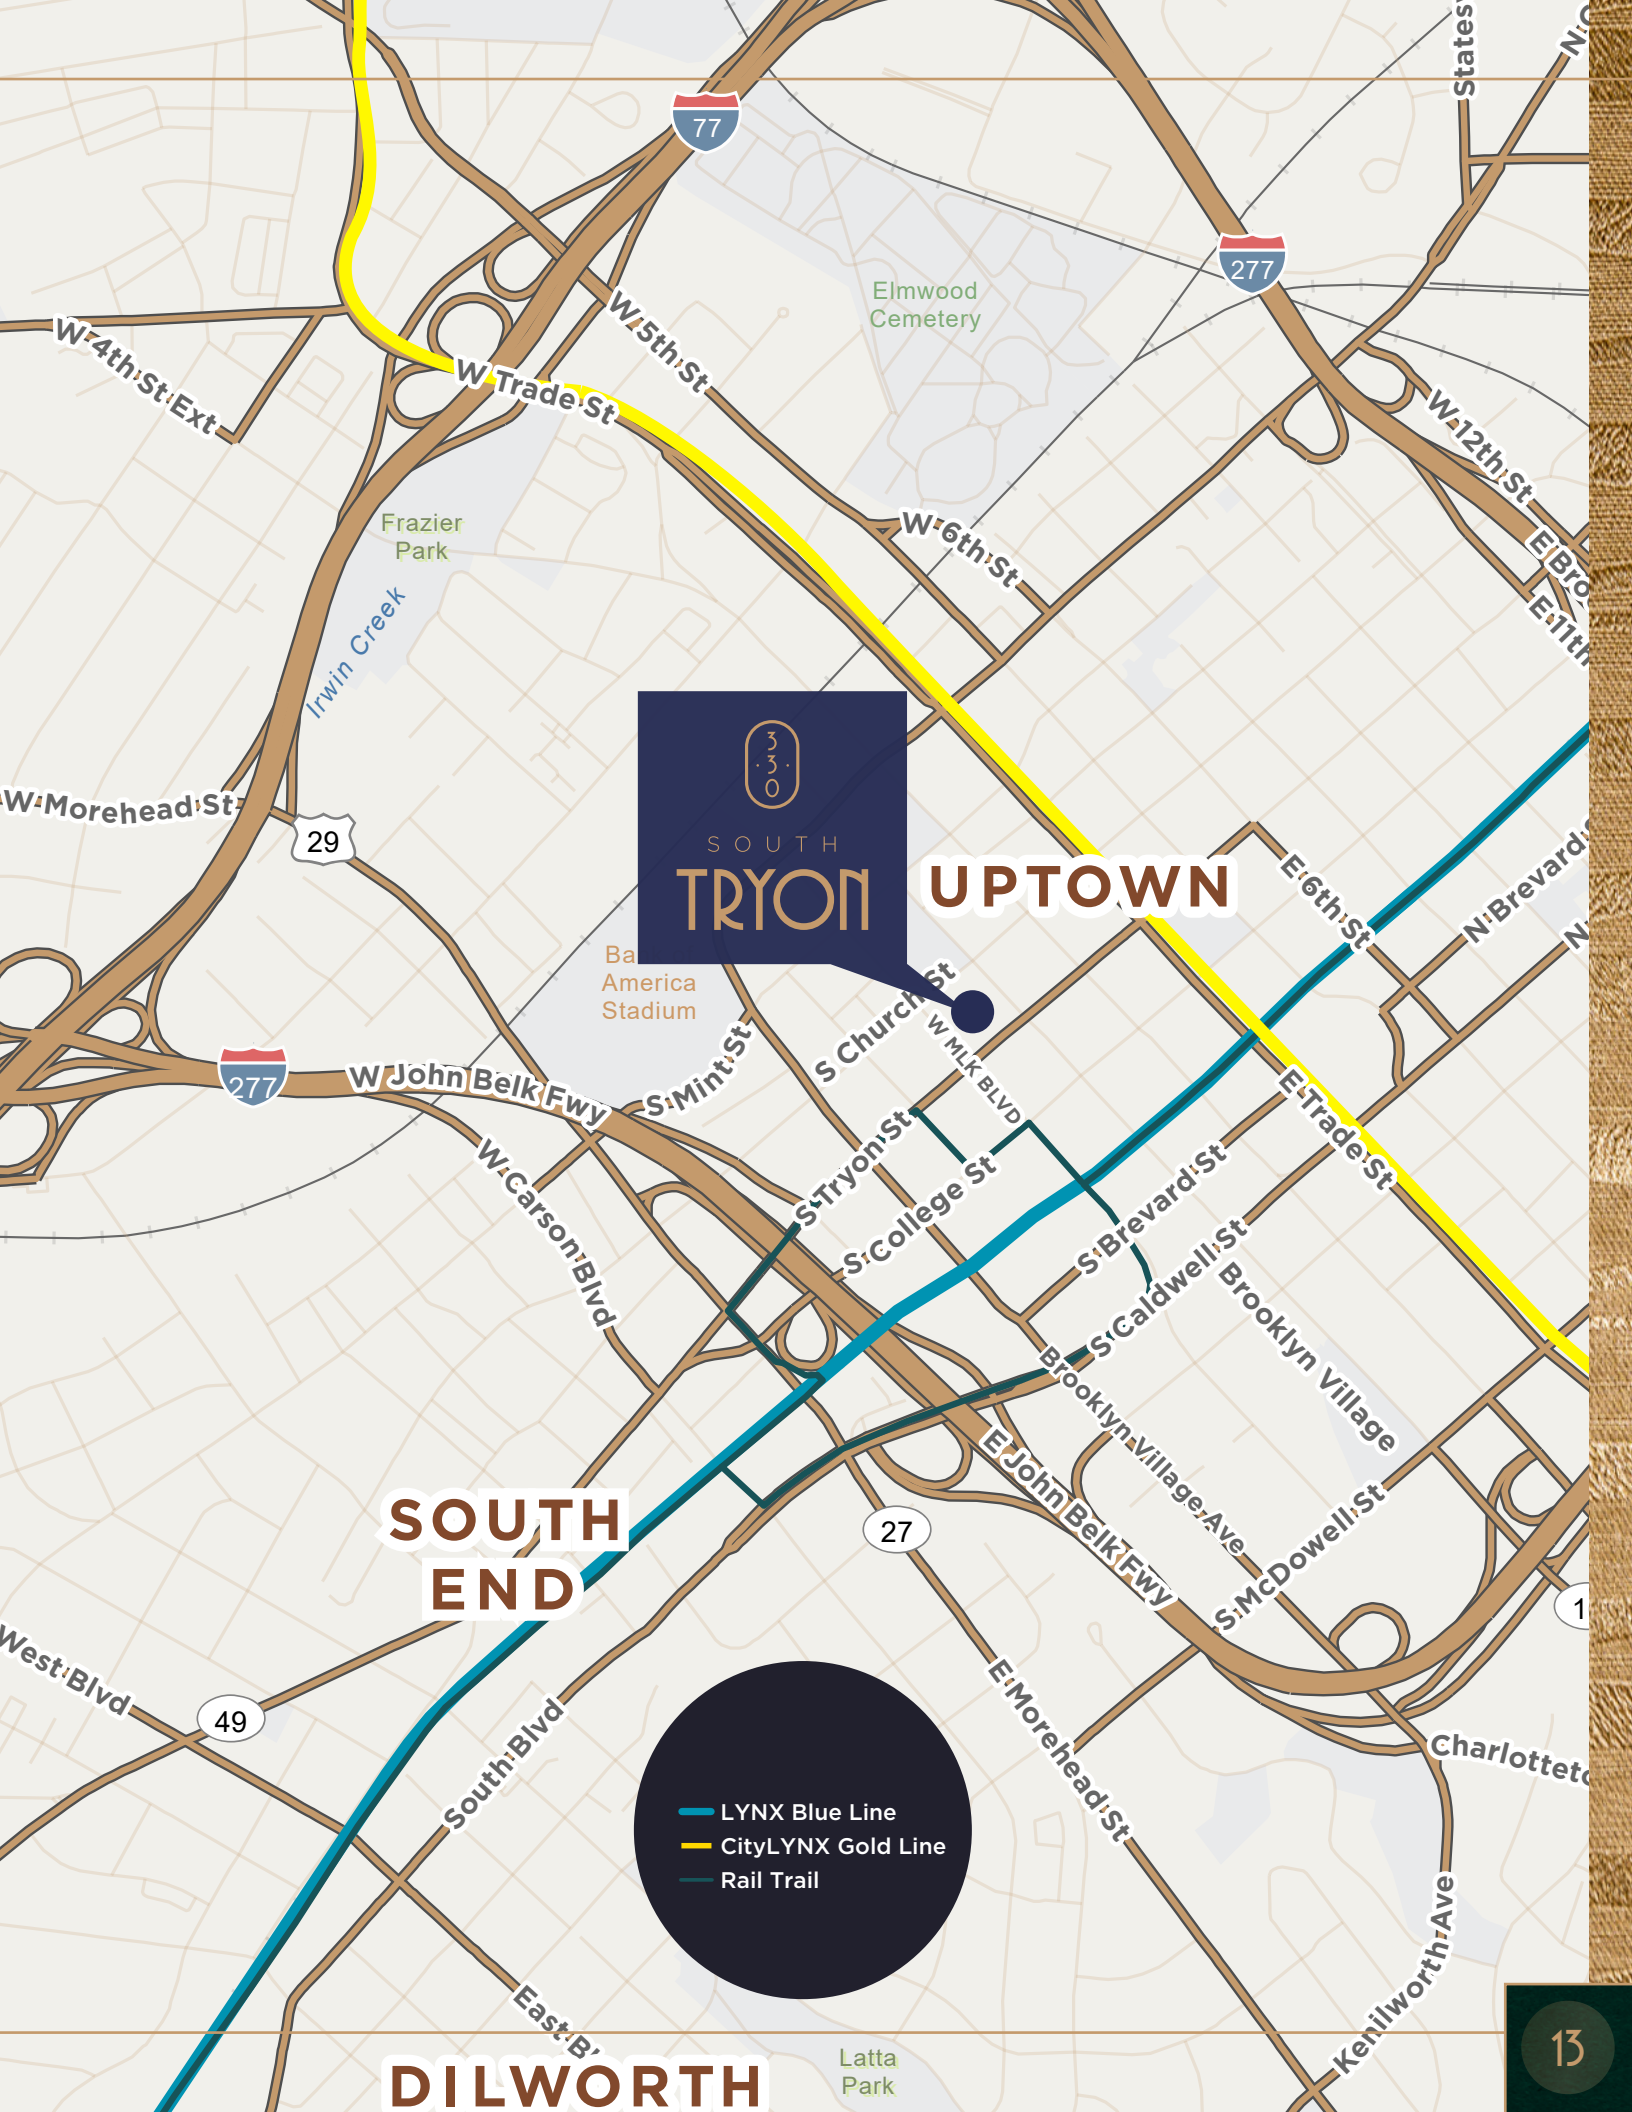 States
77
277
Elmwood
Cemetery
W 4th St Ext
W 5th St
W Trade St
W 12th St
W 6th St
Frazier
Park
E 11th
Irwin Creek
W Morehead St
29
3
3
0
SOUTH
TRYON
UPTOWN
E 6th St
N Brevard
America
Stadium
S Church St
W MLK BLVD
S Mint St
277
W John Belk Fwy
E Trade St
S Tryon St
S College St
W Carson Blvd
S Brevard St
S Caldwell St
Brooklyn Village
Brooklyn Village Ave
E John Belk Fwy
SOUTH
END
27
S McDowell St
West Blvd
49
South Blvd
E Morehead St
LYNX Blue Line
CityLYNX Gold Line
Rail Trail
Kenilworth Ave
East
DILWORTH
Latta
Park
13